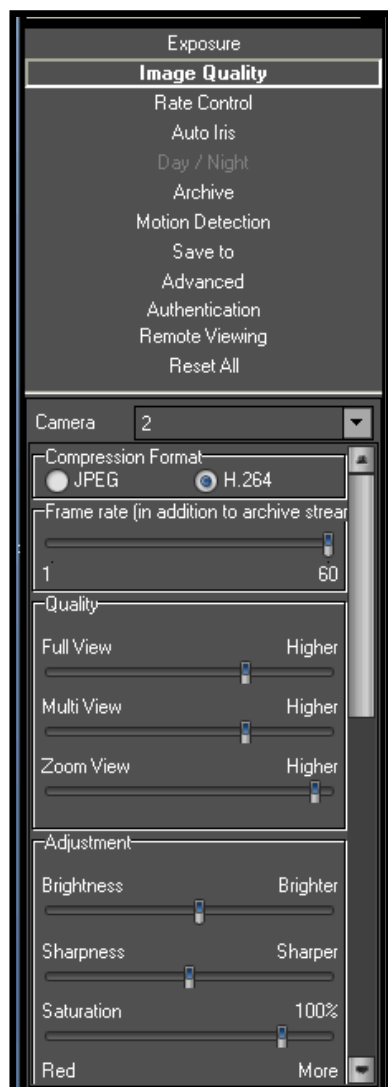 Exposure
Image Quality
Rate Control
Auto Iris
Day / Night
Archive
Motion Detection
Save to
Advanced
Authentication
Remote Viewing
Reset All
Camera 2
Compression Format
JPEG H.264
Frame rate (in addition to archive strear
1 60
Quality
Full View Higher
Multi View Higher
Zoom View Higher
Adjustment
Brightness Brighter
Sharpness Sharper
Saturation 100%
Red More